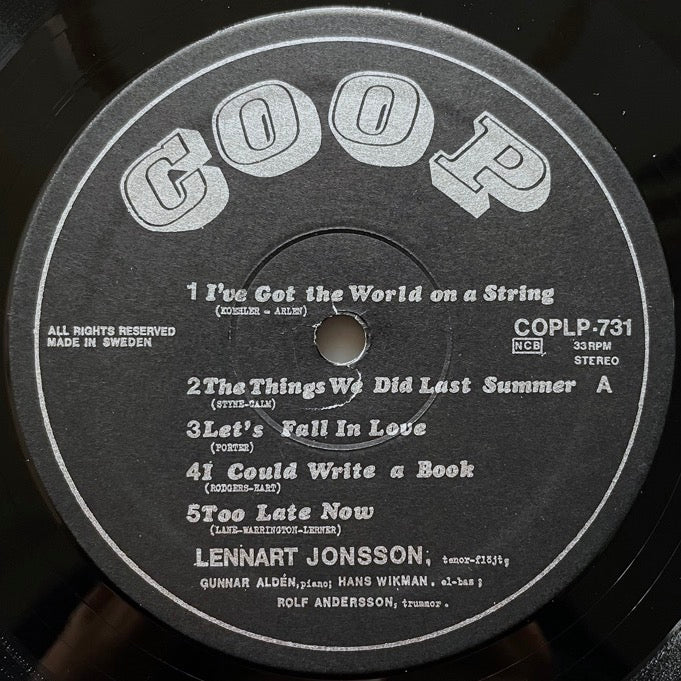 COOP
1 I've Got the World on a String
(KOEHLER - ARLEN)
ALL RIGHTS RESERVED
MADE IN SWEDEN
COPLP-731
NCB 33 RPM
STEREO
2 The Things We Did Last Summer A
(STYNE-CALM)
3 Let's Fall In Love
(PORTER)
4 I Could Write a Book
(RODGERS-HART)
5 Too Late Now
(LANE-WARRINGTON-LERNER)
LENNART JONSSON, tenor-flöjt;
GUNNAR ALDÉN, piano; HANS WIKMAN. el-bas;
ROLF ANDERSSON, trummor.